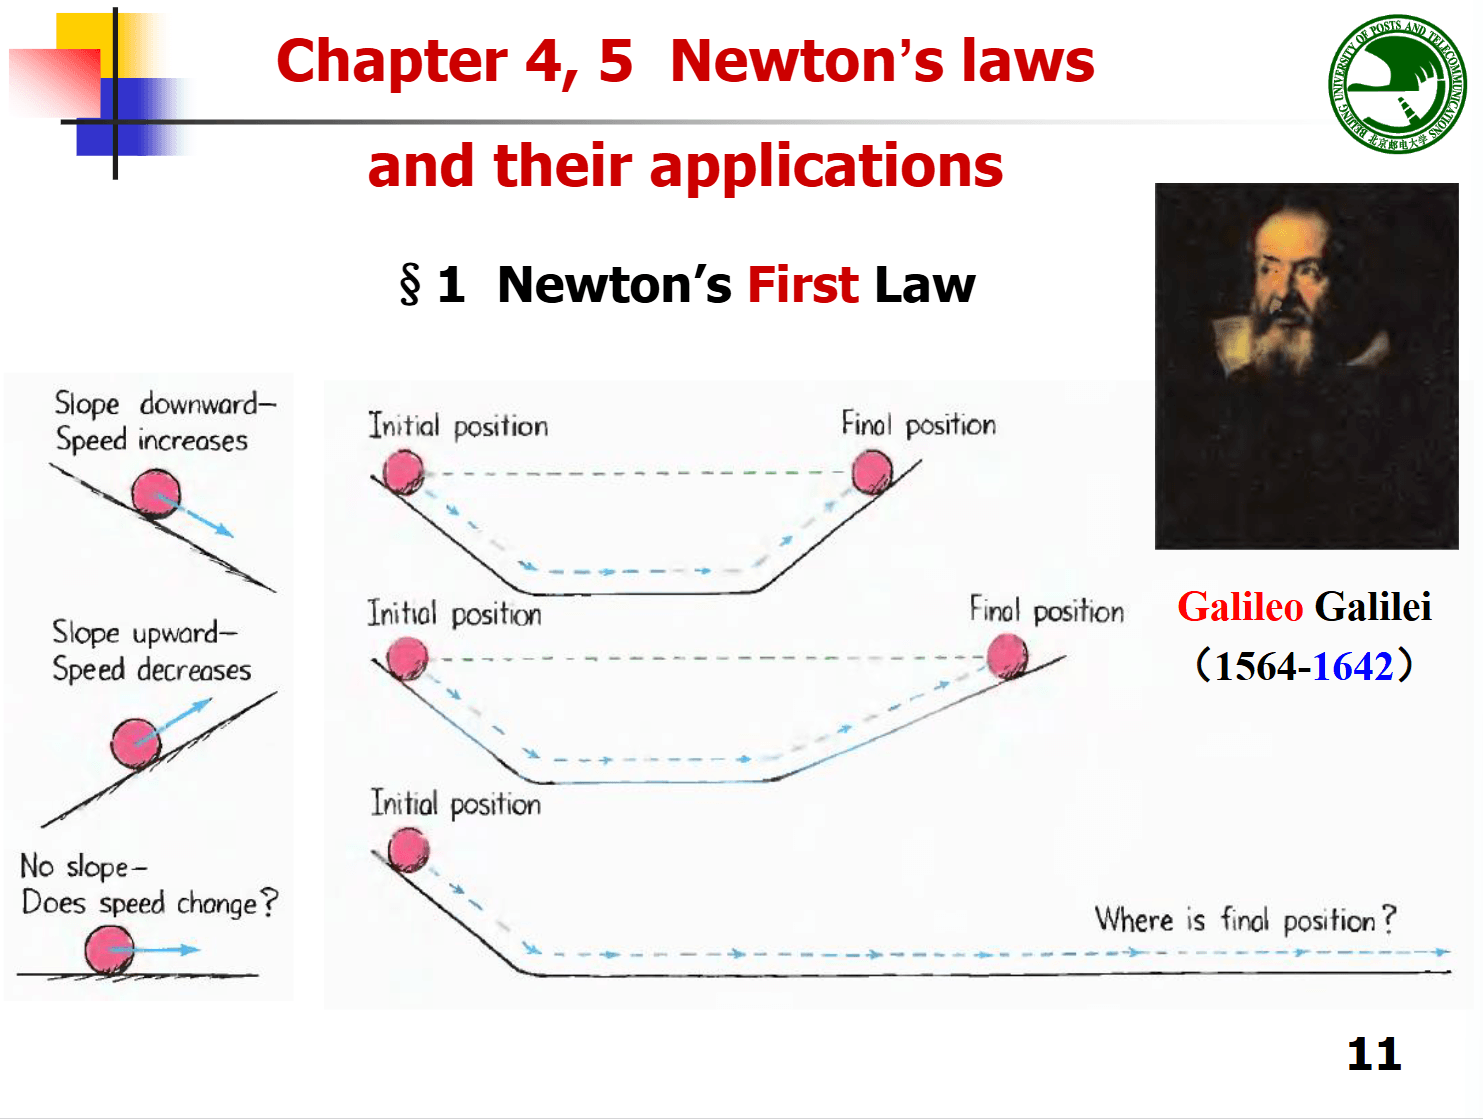 Chapter 4, 5 Newton’s laws
and their applications
BEIJING UNIVERSITY OF POSTS AND TELECOMMUNICATIONS
北京邮电大学
§1 Newton’s First Law
Slope downward–
Speed increases
Slope upward–
Speed decreases
No slope–
Does speed change?
Initial position
Final position
Initial position
Final position
Initial position
Where is final position?
Galileo Galilei
（1564-1642）
11